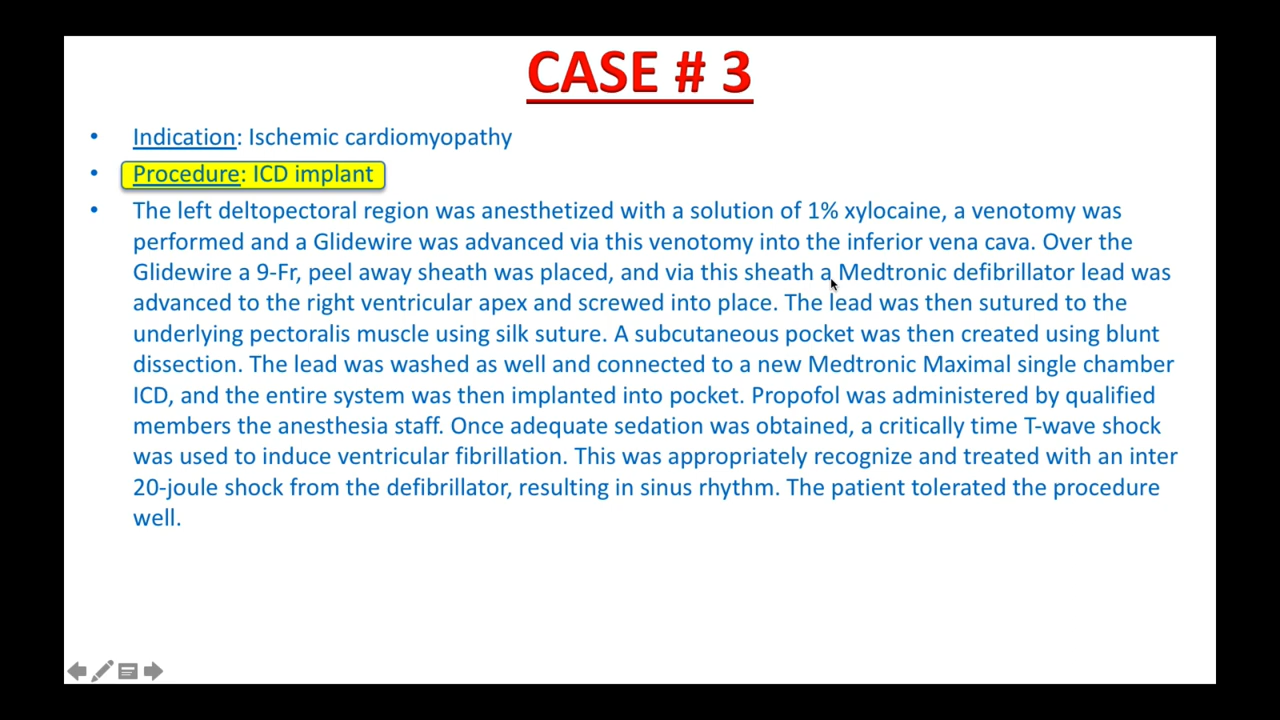 CASE # 3
• Indication: Ischemic cardiomyopathy
• Procedure: ICD implant
• The left deltopectoral region was anesthetized with a solution of 1% xylocaine, a venotomy was
performed and a Glidewire was advanced via this venotomy into the inferior vena cava. Over the
Glidewire a 9-Fr, peel away sheath was placed, and via this sheath a Medtronic defibrillator lead was
advanced to the right ventricular apex and screwed into place. The lead was then sutured to the
underlying pectoralis muscle using silk suture. A subcutaneous pocket was then created using blunt
dissection. The lead was washed as well and connected to a new Medtronic Maximal single chamber
ICD, and the entire system was then implanted into pocket. Propofol was administered by qualified
members the anesthesia staff. Once adequate sedation was obtained, a critically time T-wave shock
was used to induce ventricular fibrillation. This was appropriately recognize and treated with an inter
20-joule shock from the defibrillator, resulting in sinus rhythm. The patient tolerated the procedure
well.